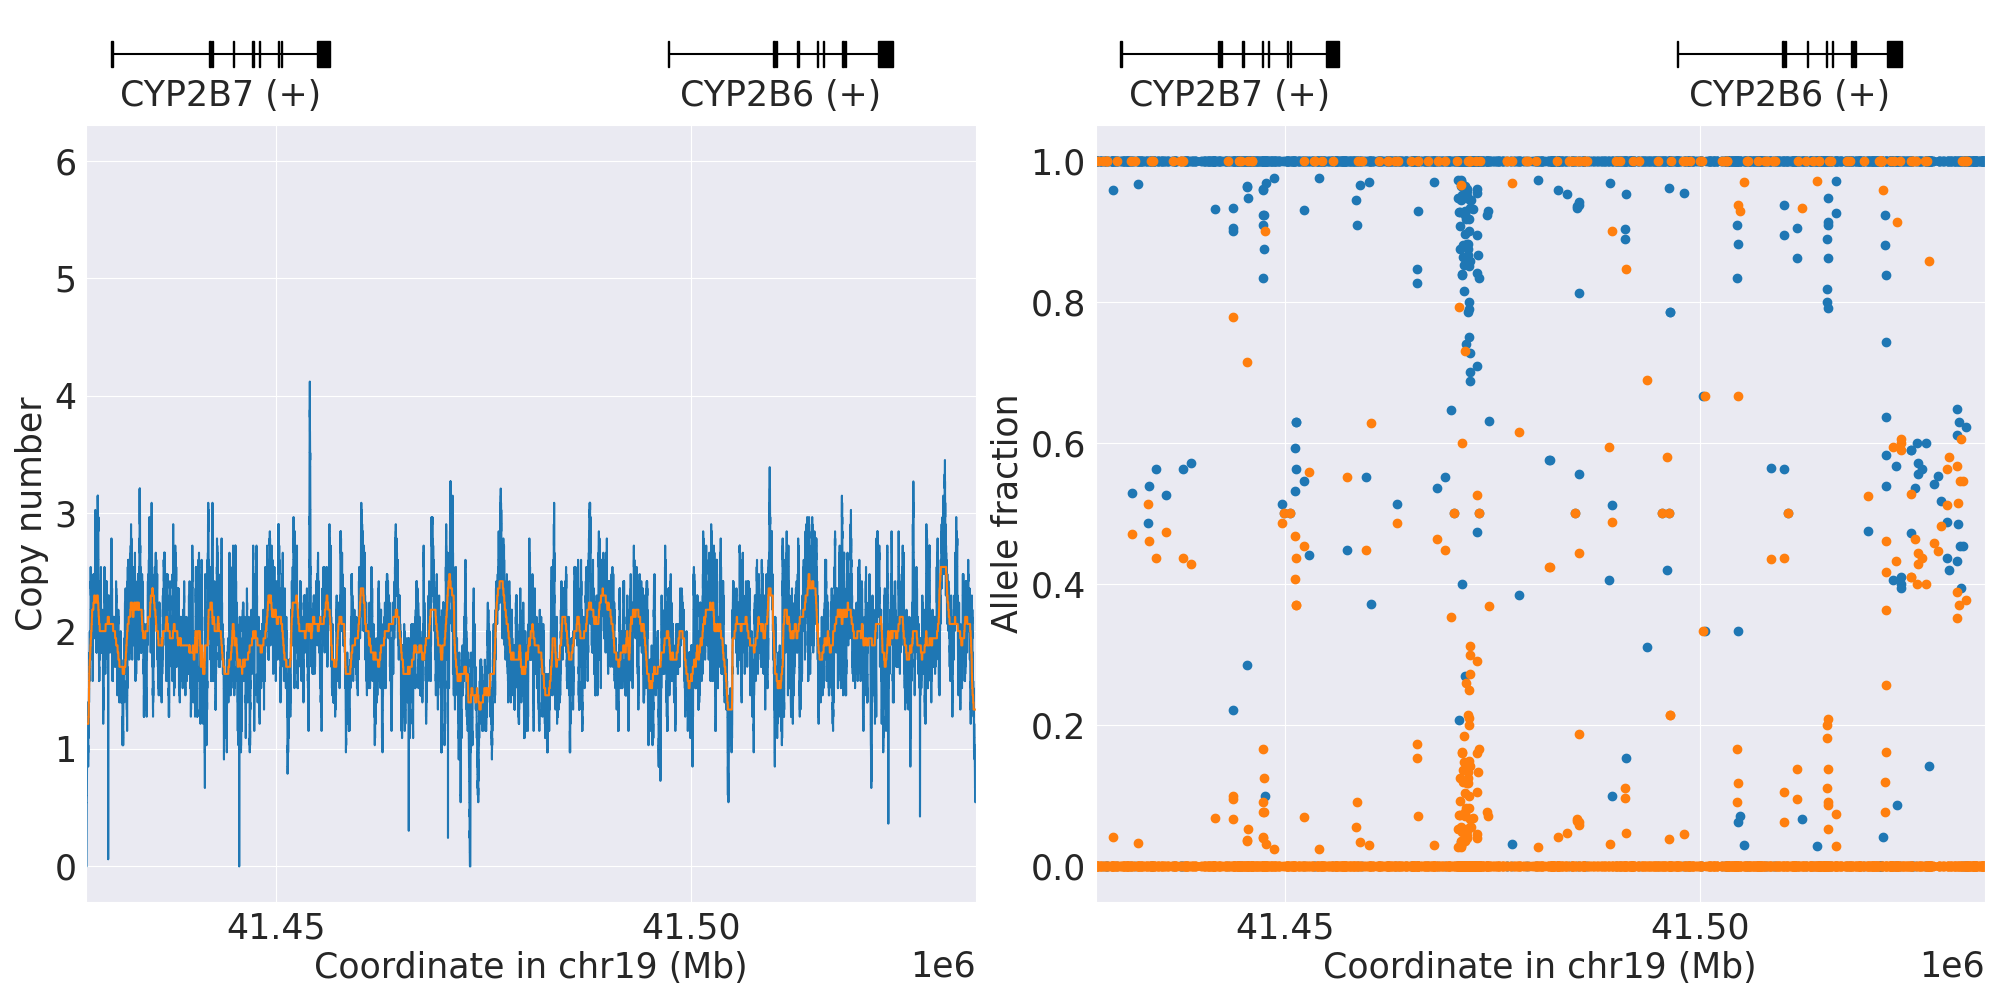 CYP2B7 (+) CYP2B6 (+)
6
5
4
3
2
1
0
Copy number
41.45 41.50
Coordinate in chr19 (Mb) 1e6
CYP2B7 (+) CYP2B6 (+)
1.0
0.8
0.6
0.4
0.2
0.0
Allele fraction
41.45 41.50
Coordinate in chr19 (Mb) 1e6